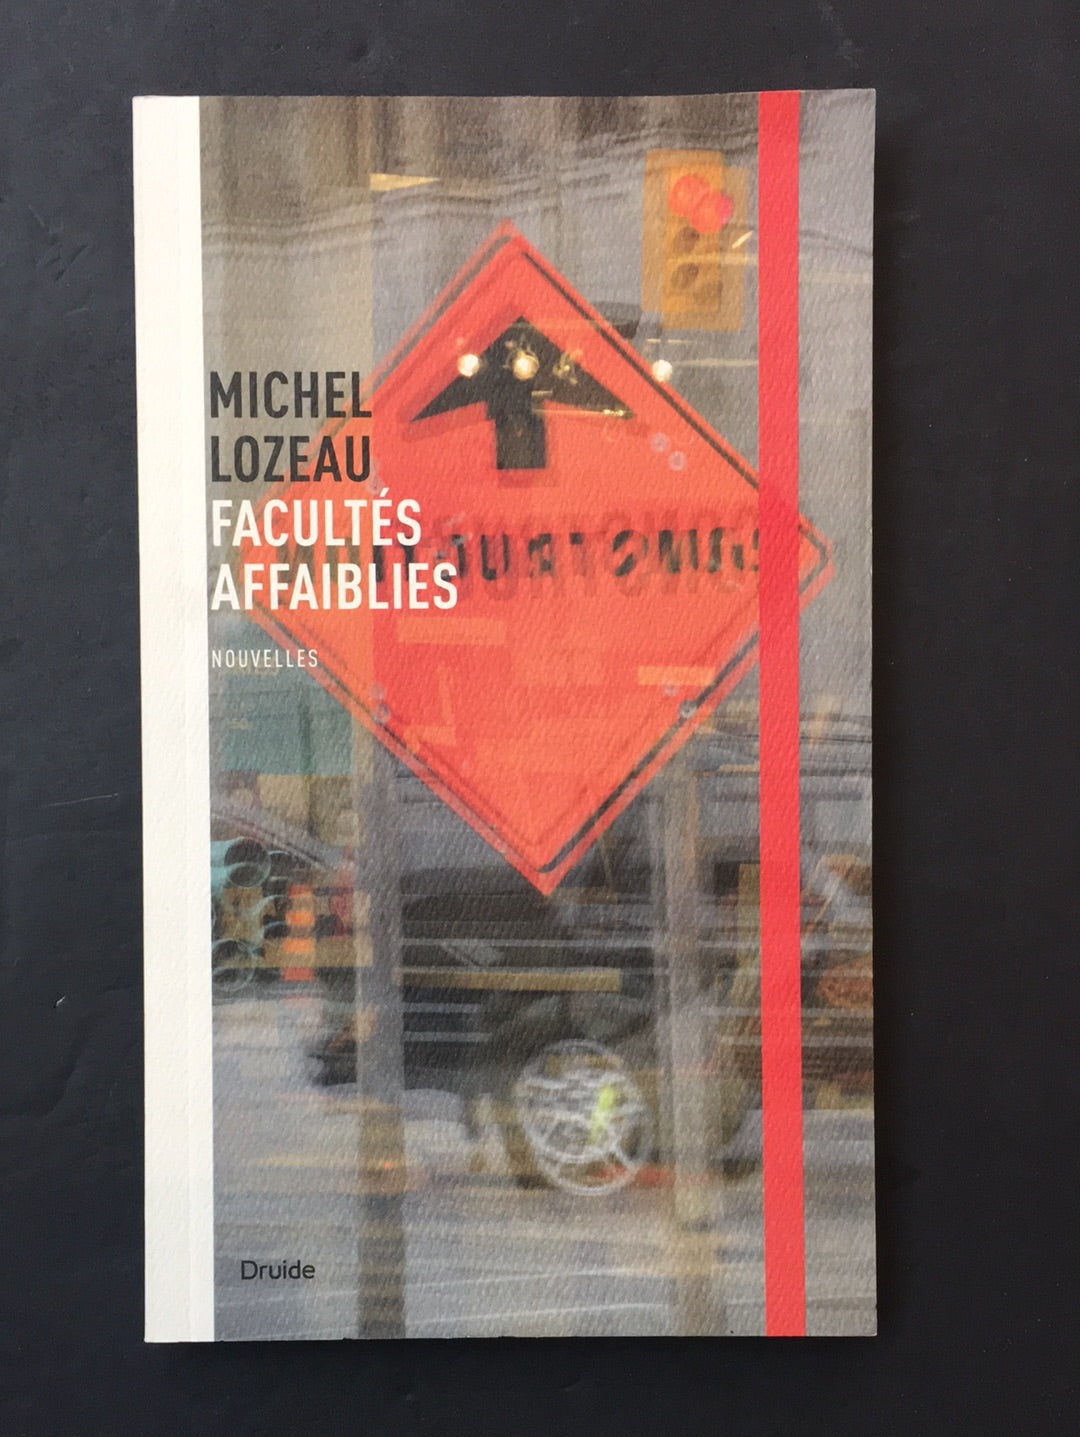 MICHEL
LOZEAU
FACULTÉS
AFFAIBLIES
NOUVELLES
Druide